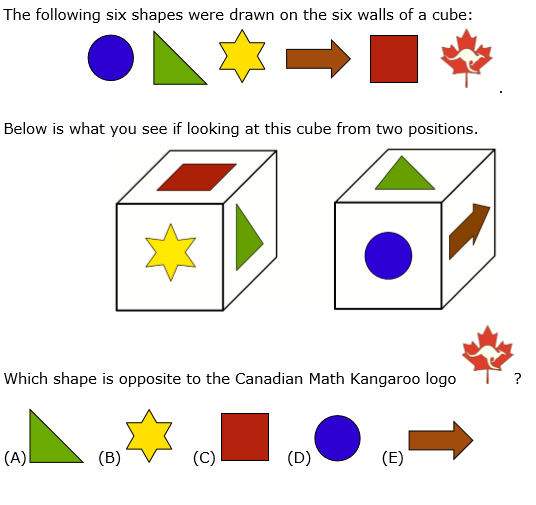 The following six shapes were drawn on the six walls of a cube:
.
Below is what you see if looking at this cube from two positions.
Which shape is opposite to the Canadian Math Kangaroo logo ?
(A) (B) (C) (D) (E)